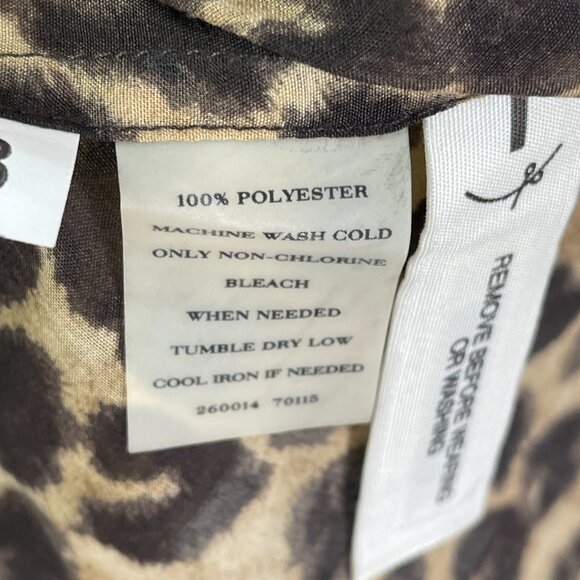 100% POLYESTER
MACHINE WASH COLD
ONLY NON-CHLORINE
BLEACH
WHEN NEEDED
TUMBLE DRY LOW
COOL IRON IF NEEDED
260014 70115
REMOVE BEFORE WEARING
OR WASHING